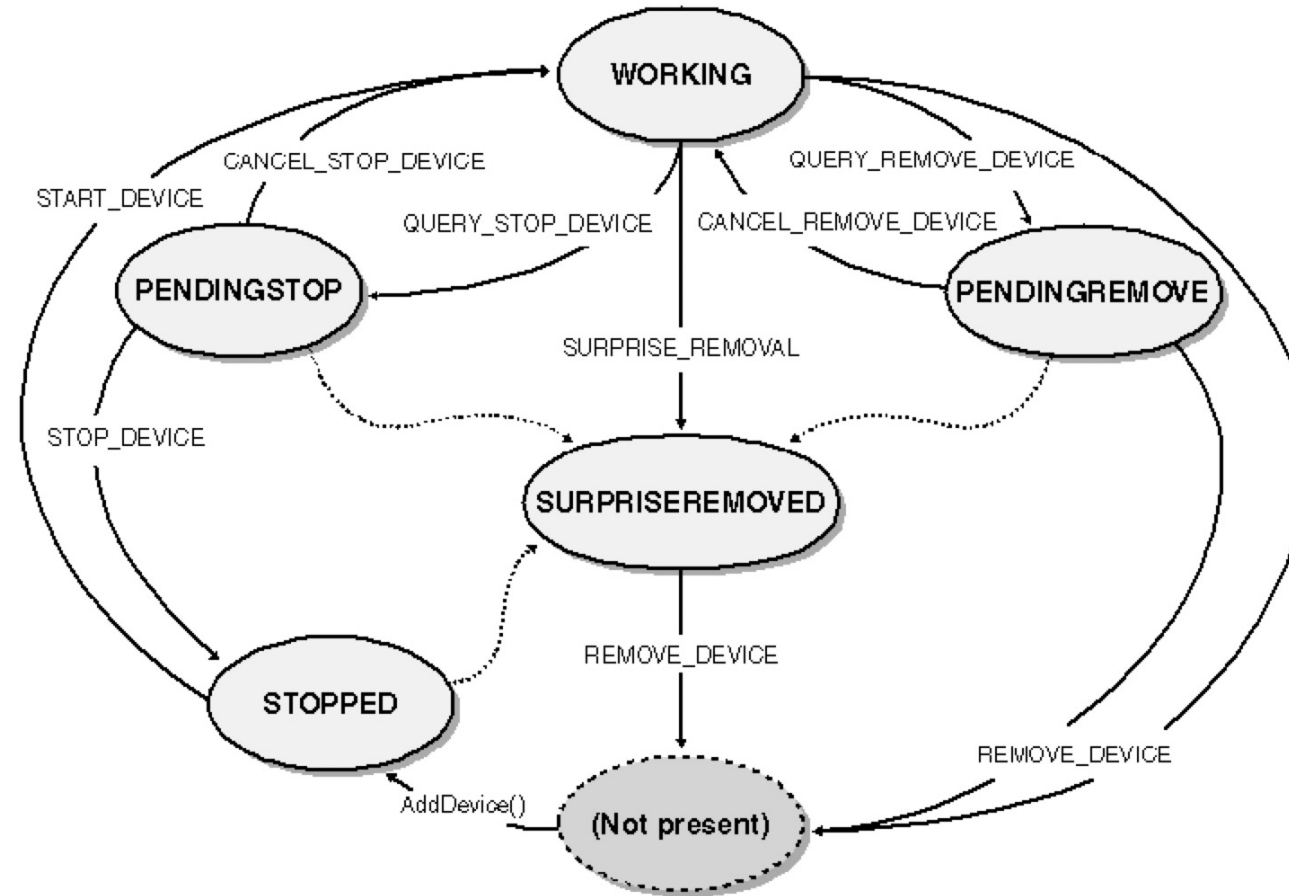 WORKING
CANCEL_STOP_DEVICE
QUERY_REMOVE_DEVICE
START_DEVICE
QUERY_STOP_DEVICE
CANCEL_REMOVE_DEVICE
PENDINGSTOP
PENDINGREMOVE
SURPRISE_REMOVAL
STOP_DEVICE
SURPRISEREMOVED
REMOVE_DEVICE
STOPPED
REMOVE_DEVICE
AddDevice()
(Not present)